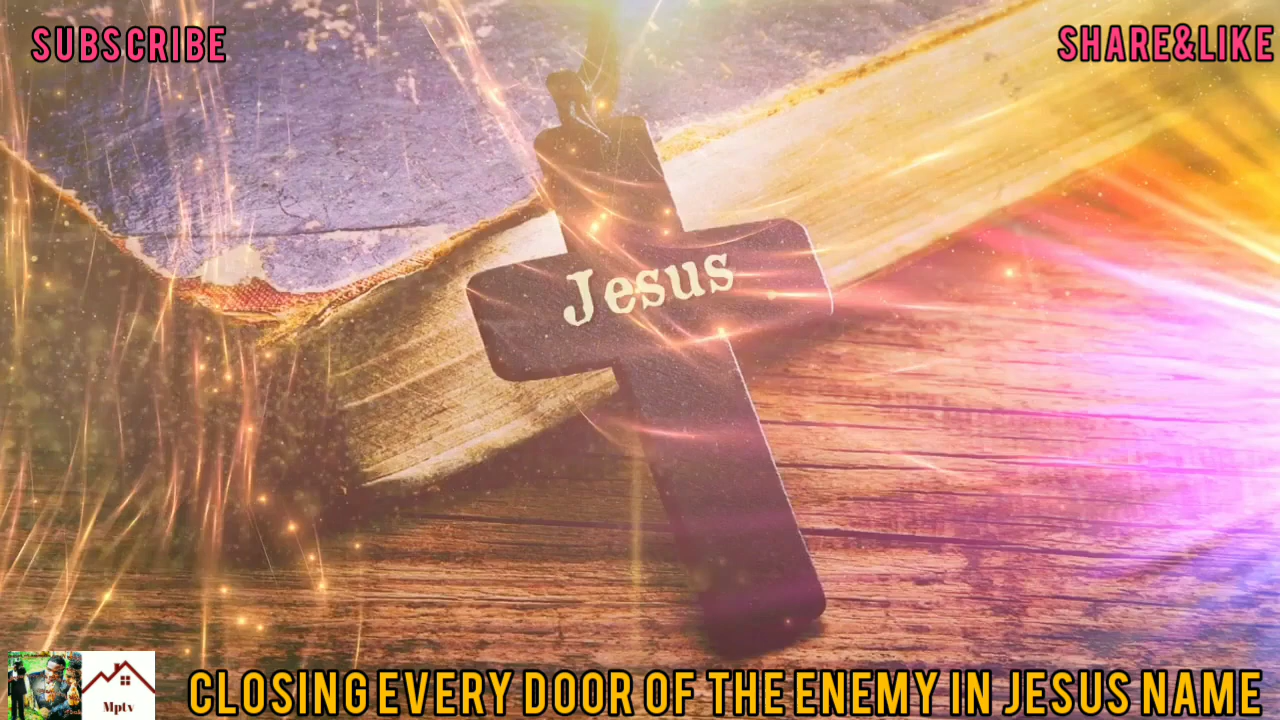 SUBSCRIBE
SHARE&LIKE
Jesus
Mptv
CLOSING EVERY DOOR OF THE ENEMY IN JESUS NAME